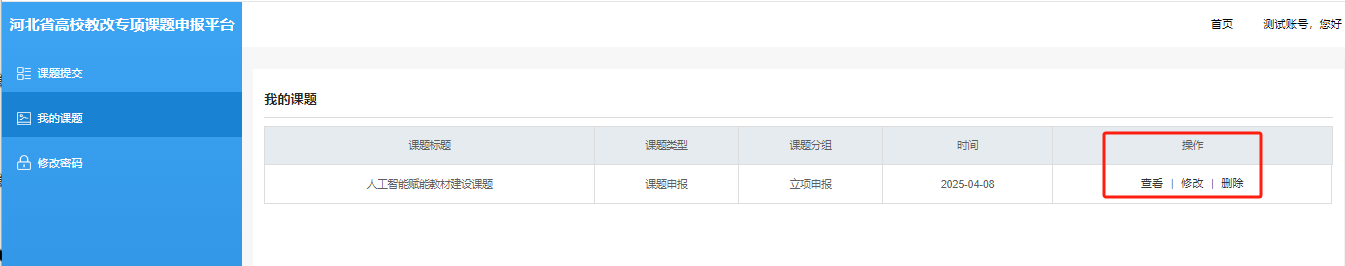 河北省高校教改专项课题申报平台
首页 测试账号，您好
课题提交
我的课题
修改密码
我的课题
课题标题 课题类型 课题分组 时间 操作
人工智能赋能教材建设课题 课题申报 立项申报 2025-04-08 查看 | 修改 | 删除